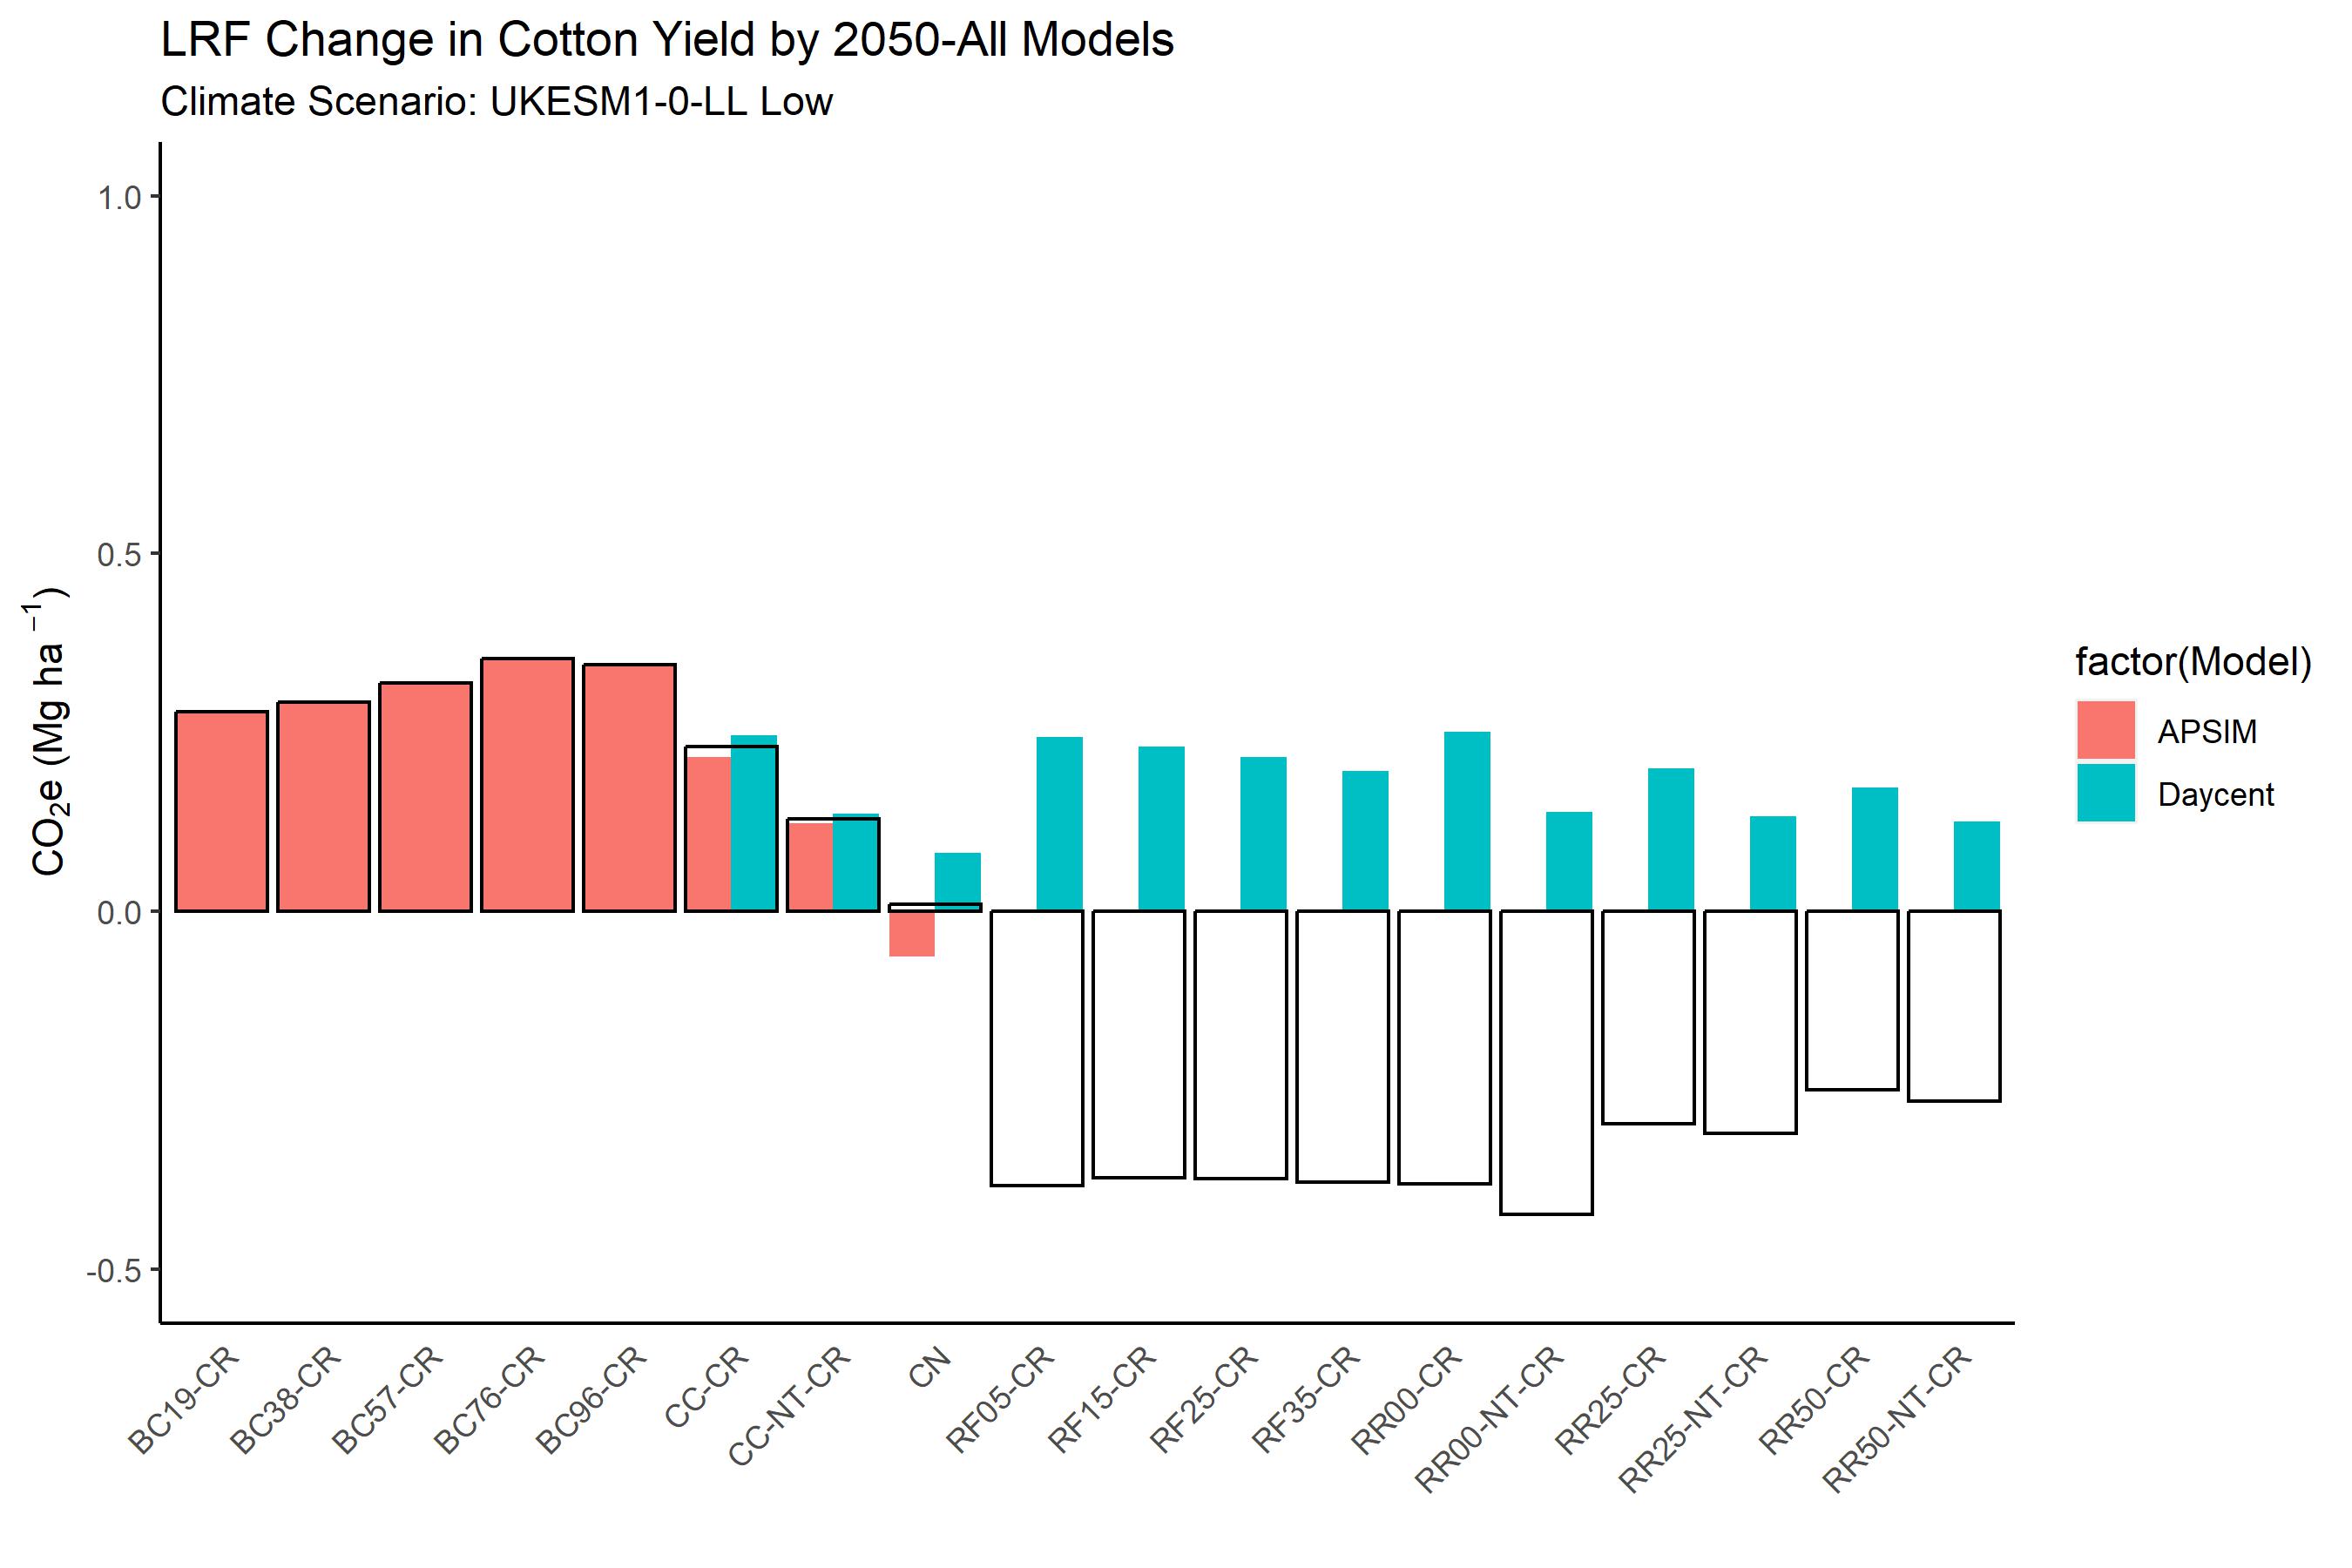 LRF Change in Cotton Yield by 2050-All Models
Climate Scenario: UKESM1-0-LL Low
CO₂e (Mg ha ⁻¹)
1.0
0.5
0.0
-0.5
BC19-CR
BC38-CR
BC57-CR
BC76-CR
BC96-CR
CC-CR
CC-NT-CR
CN
RF05-CR
RF15-CR
RF25-CR
RF35-CR
RR00-CR
RR00-NT-CR
RR25-CR
RR25-NT-CR
RR50-CR
RR50-NT-CR
factor(Model)
APSIM
Daycent